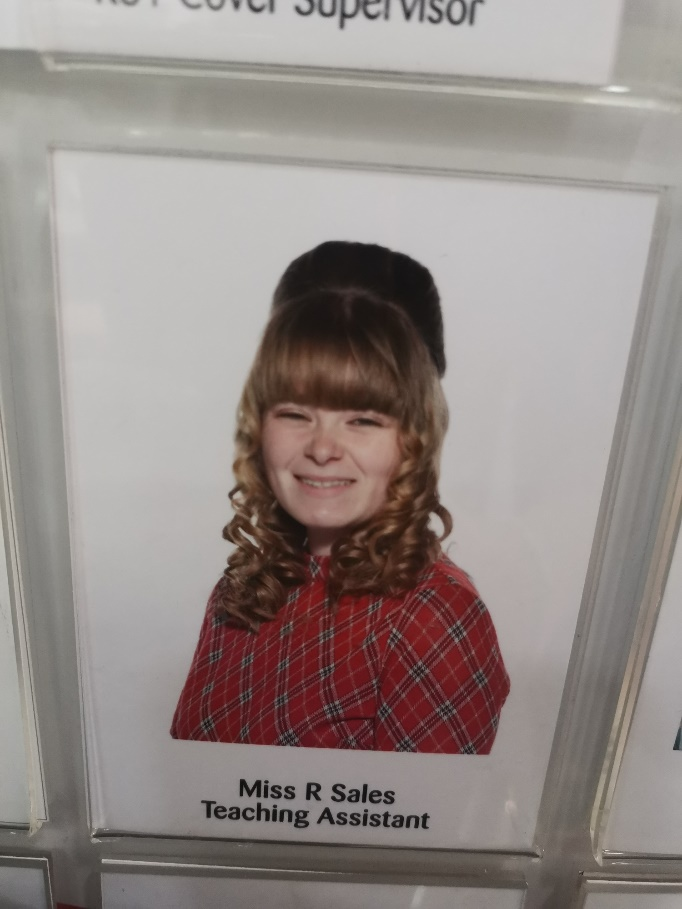 Cover Supervisor
Miss R Sales
Teaching Assistant